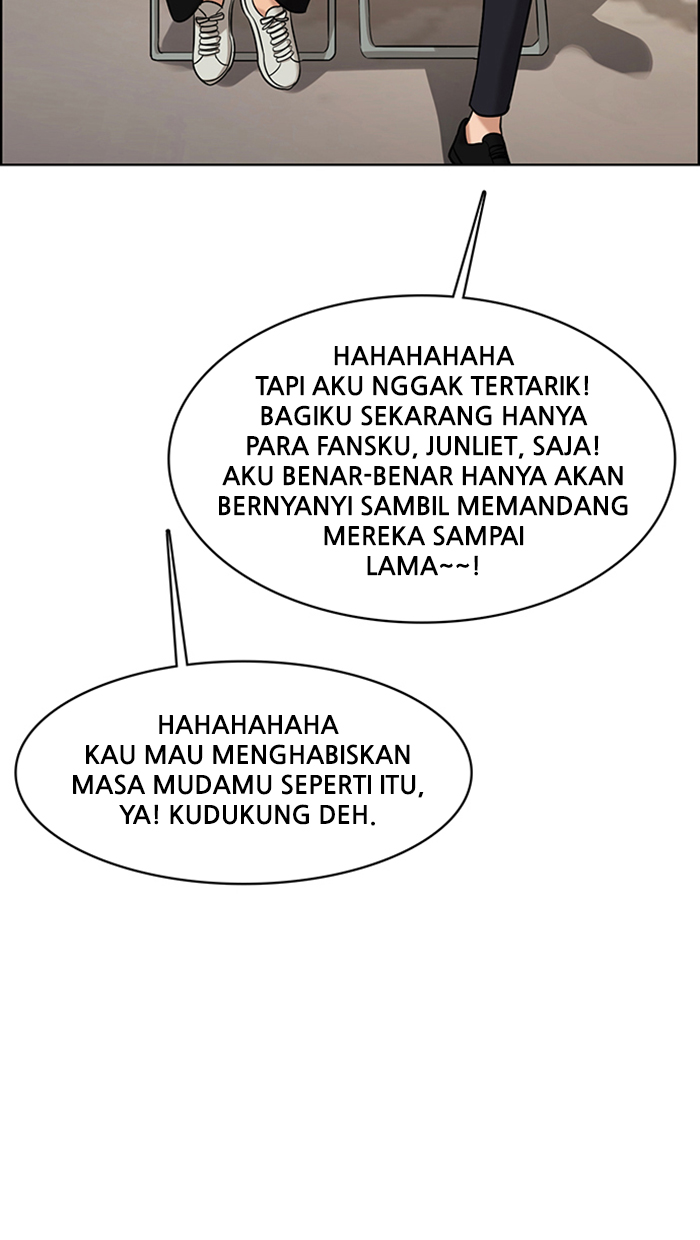 HAHAHAHAHA
TAPI AKU NGGAK TERTARIK!
BAGIKU SEKARANG HANYA
PARA FANSKU, JUNLIET, SAJA!
AKU BENAR-BENAR HANYA AKAN
BERNYANYI SAMBIL MEMANDANG
MEREKA SAMPAI
LAMA~~!
HAHAHAHAHA
KAU MAU MENGHABISKAN
MASA MUDAMU SEPERTI ITU,
YA! KUDUKUNG DEH.